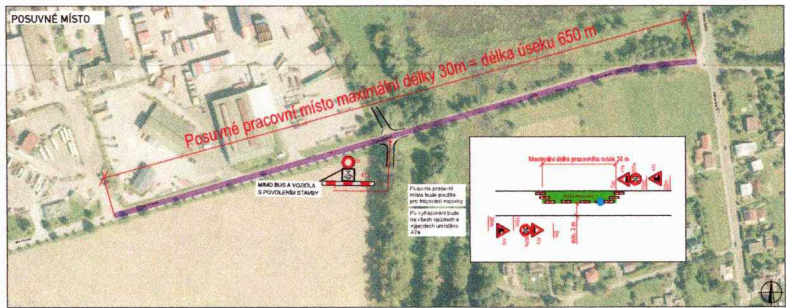 POSUVNÉ MÍSTO
Posuvné pracovní místo maximální délky 30m = délka úseku 650 m
MIMO BUS A VOZIDLA
S POVOLENÍM STAVBY
Maximální délka pracovního místa 30 m
Posuvné pracovní
místo bude použito
pro frézování vozovky
Po vyfrézování bude
na všech vjezdech a
výjezdech umístěno
A7a
min. 3 m